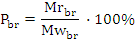 P_br = Mr_br / Mw_br · 100%